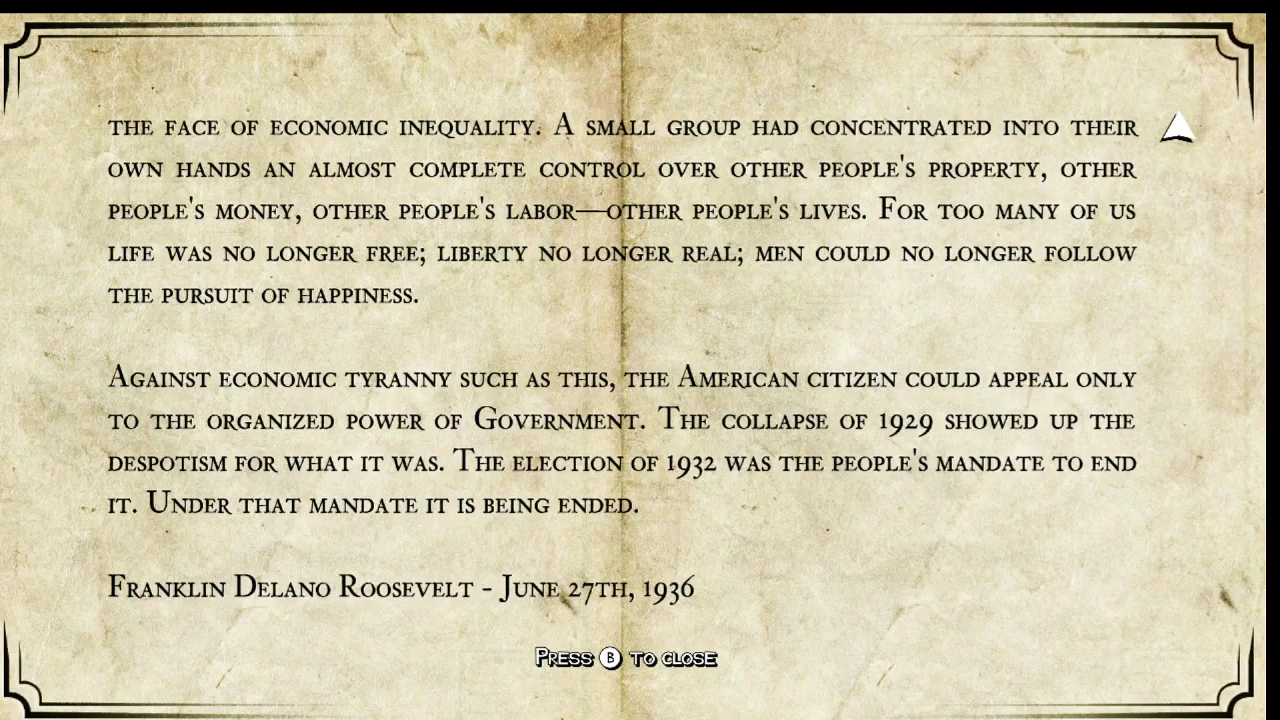 THE FACE OF ECONOMIC INEQUALITY. A SMALL GROUP HAD CONCENTRATED INTO THEIR
OWN HANDS AN ALMOST COMPLETE CONTROL OVER OTHER PEOPLE'S PROPERTY, OTHER
PEOPLE'S MONEY, OTHER PEOPLE'S LABOR—OTHER PEOPLE'S LIVES. FOR TOO MANY OF US
LIFE WAS NO LONGER FREE; LIBERTY NO LONGER REAL; MEN COULD NO LONGER FOLLOW
THE PURSUIT OF HAPPINESS.
AGAINST ECONOMIC TYRANNY SUCH AS THIS, THE AMERICAN CITIZEN COULD APPEAL ONLY
TO THE ORGANIZED POWER OF GOVERNMENT. THE COLLAPSE OF 1929 SHOWED UP THE
DESPOTISM FOR WHAT IT WAS. THE ELECTION OF 1932 WAS THE PEOPLE'S MANDATE TO END
IT. UNDER THAT MANDATE IT IS BEING ENDED.
FRANKLIN DELANO ROOSEVELT - JUNE 27TH, 1936
PRESS B TO CLOSE